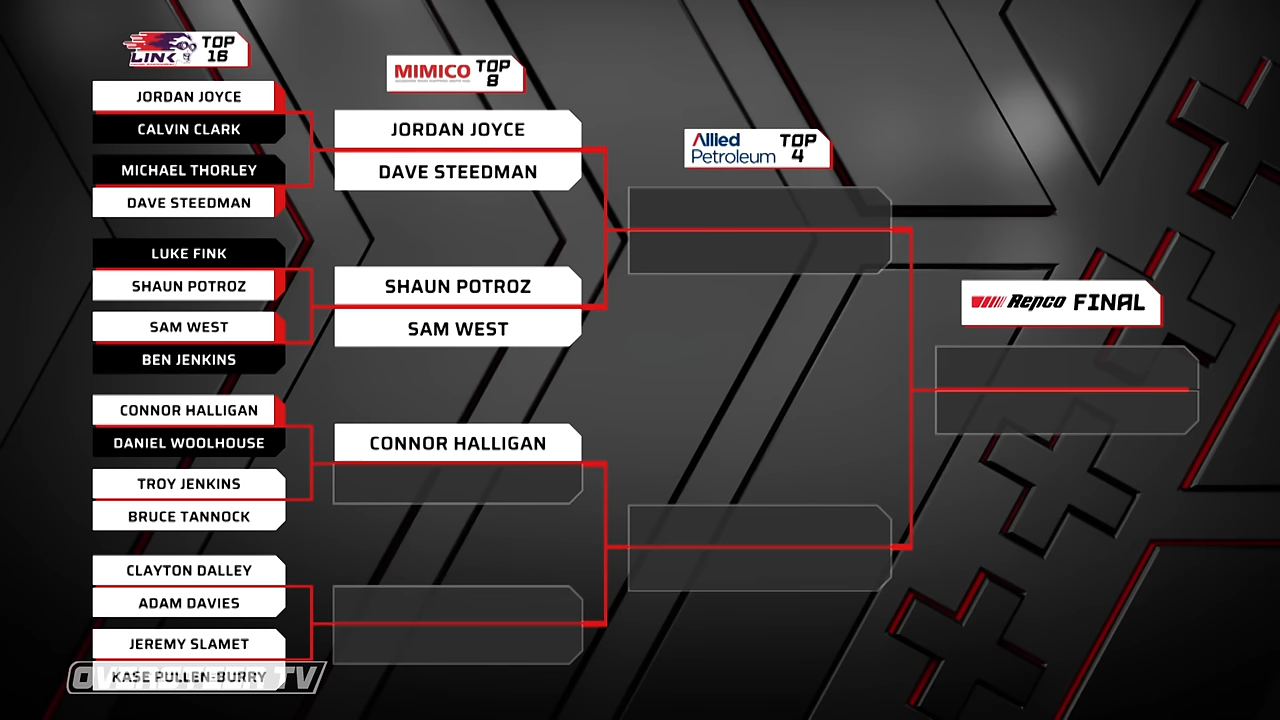 LINK TOP 16
JORDAN JOYCE
CALVIN CLARK
MICHAEL THORLEY
DAVE STEEDMAN
LUKE FINK
SHAUN POTROZ
SAM WEST
BEN JENKINS
CONNOR HALLIGAN
DANIEL WOOLHOUSE
TROY JENKINS
BRUCE TANNOCK
CLAYTON DALLEY
ADAM DAVIES
JEREMY SLAMET
KASE PULLEN-BURRY
MIMICO TOP 8
JORDAN JOYCE
DAVE STEEDMAN
SHAUN POTROZ
SAM WEST
CONNOR HALLIGAN
Allied Petroleum TOP 4
Repco FINAL